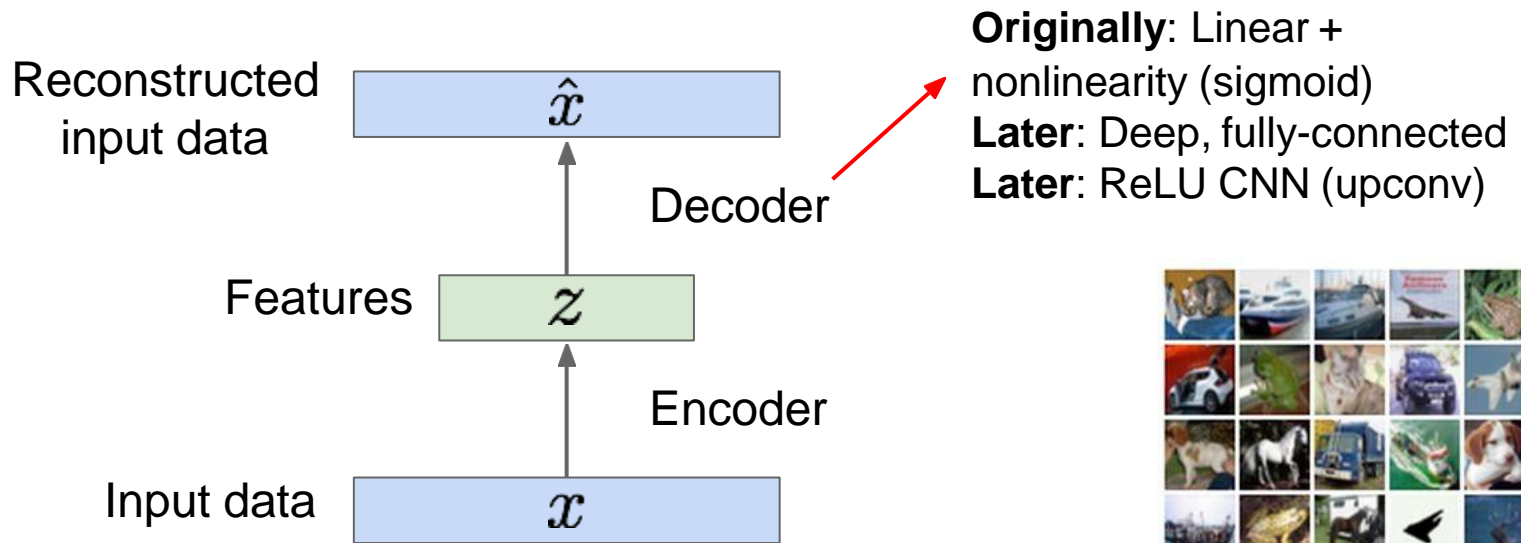 Reconstructed
input data
x̂
Originally: Linear +
nonlinearity (sigmoid)
Later: Deep, fully-connected
Later: ReLU CNN (upconv)
Decoder
Features
z
Encoder
Input data
x